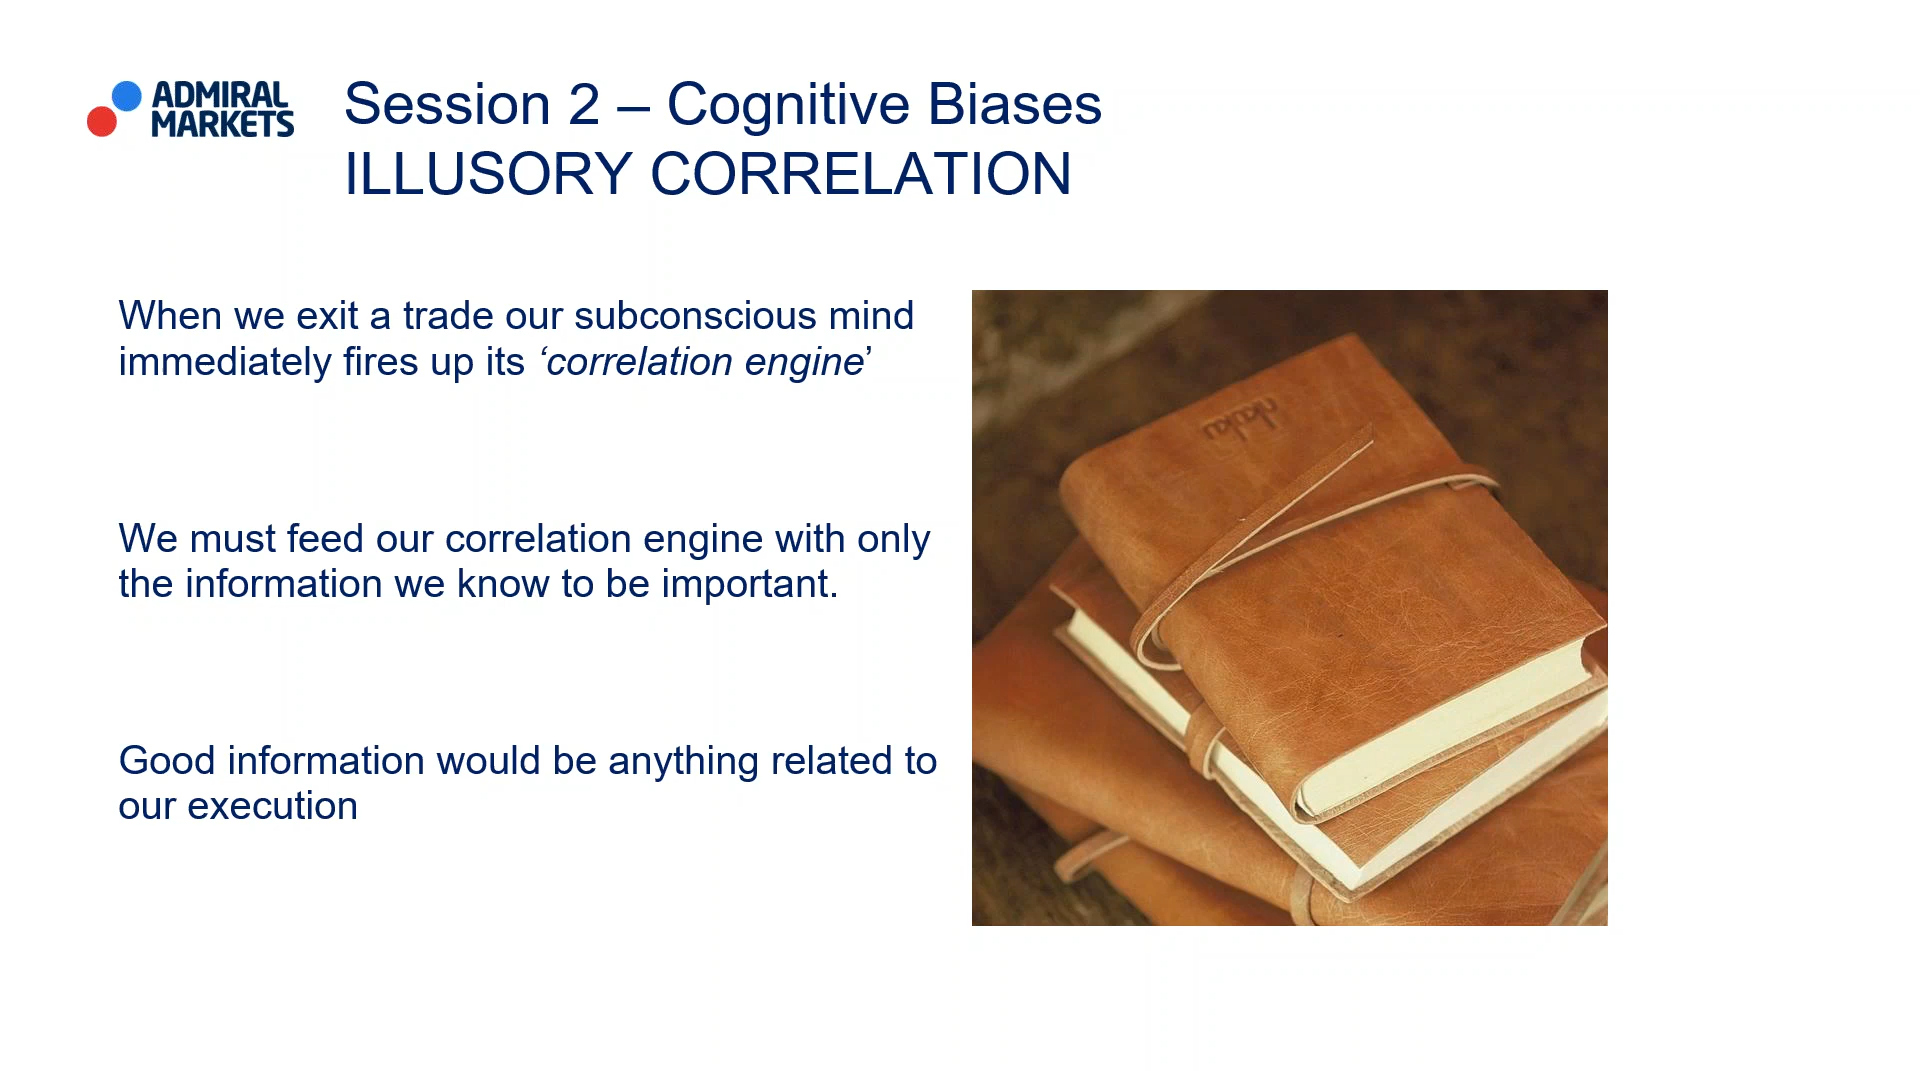 ADMIRAL
MARKETS
Session 2 – Cognitive Biases
ILLUSORY CORRELATION
When we exit a trade our subconscious mind
immediately fires up its ‘correlation engine’
We must feed our correlation engine with only
the information we know to be important.
Good information would be anything related to
our execution